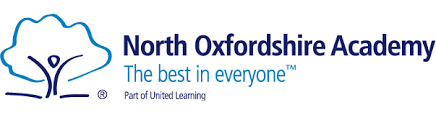 North Oxfordshire Academy
The best in everyone™
® Part of United Learning